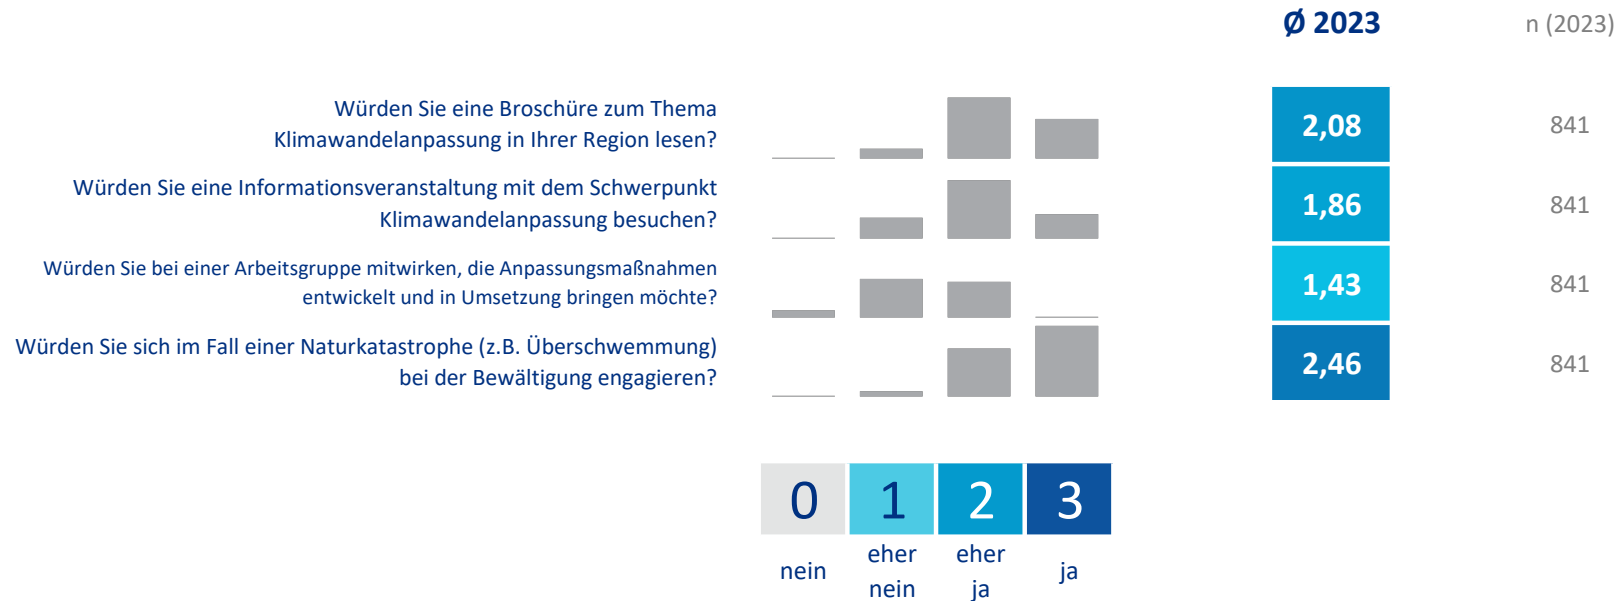 Ø 2023 n (2023)
Würden Sie eine Broschüre zum Thema
Klimawandelanpassung in Ihrer Region lesen?
2,08 841
Würden Sie eine Informationsveranstaltung mit dem Schwerpunkt
Klimawandelanpassung besuchen?
1,86 841
Würden Sie bei einer Arbeitsgruppe mitwirken, die Anpassungsmaßnahmen
entwickelt und in Umsetzung bringen möchte?
1,43 841
Würden Sie sich im Fall einer Naturkatastrophe (z.B. Überschwemmung)
bei der Bewältigung engagieren?
2,46 841
0 1 2 3
nein
eher
nein
eher
ja
ja